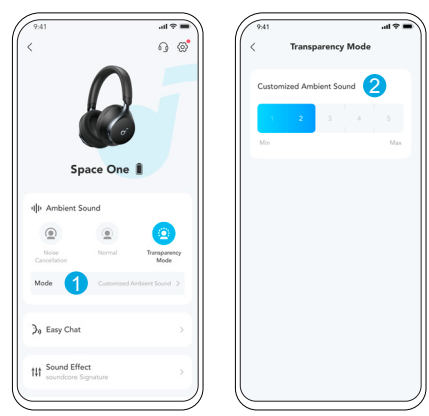 9:41
Space One
Ambient Sound
Noise
Cancellation
Normal
Transparency
Mode
Mode
1
Customized Ambient Sound
Easy Chat
Sound Effect
soundcore Signature
9:41
Transparency Mode
Customized Ambient Sound
2
1 2 3 4 5
Min Max